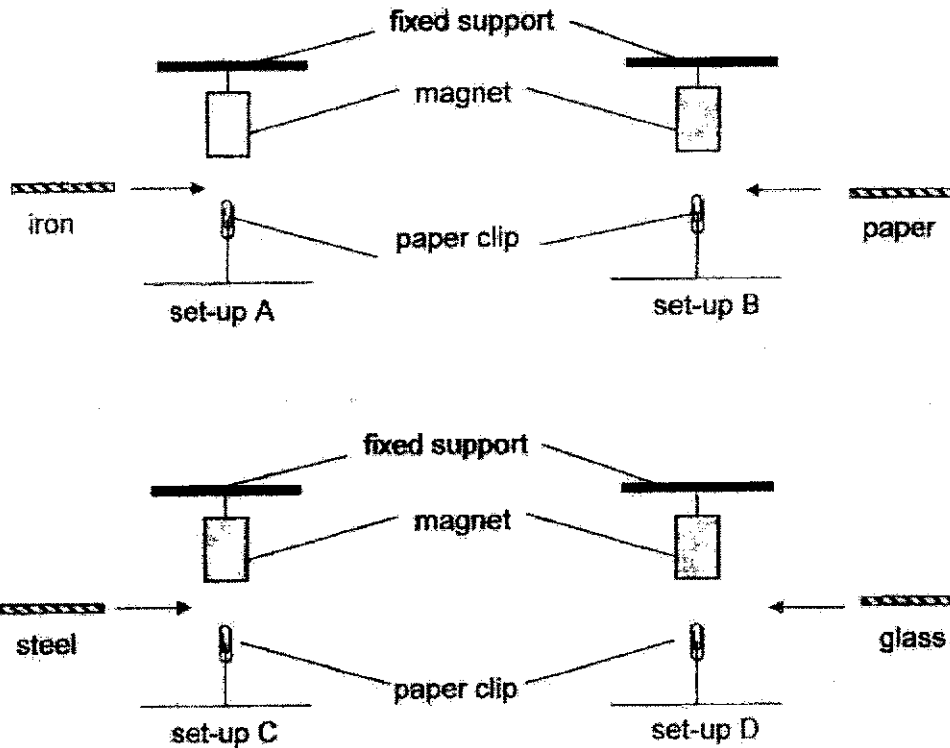 fixed support
magnet
iron
paper
paper clip
set-up A
set-up B
fixed support
magnet
steel
glass
paper clip
set-up C
set-up D